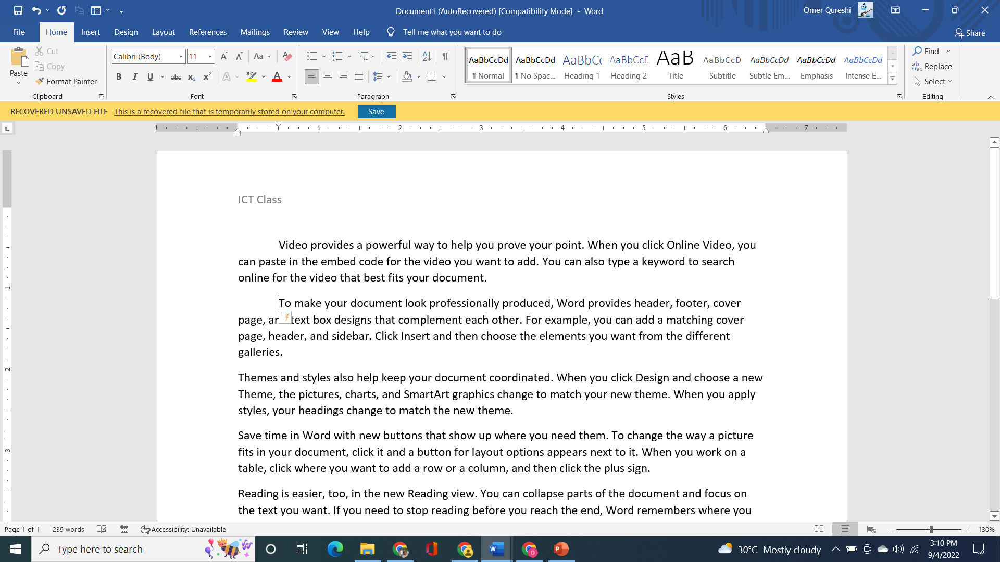 Document1 (AutoRecovered) [Compatibility Mode] - Word
Omer Qureshi
File Home Insert Design Layout References Mailings Review View Help Tell me what you want to do
Share
Paste
Cut
Copy
Format Painter
Clipboard
Calibri (Body) 11
Font
Paragraph
AaBbCcDd AaBbCcDd AaBbCc AaBbCcD AaB AaBbCcD AaBbCcDd AaBbCcDd AaBbCcDd
¶ Normal ¶ No Spac... Heading 1 Heading 2 Title Subtitle Subtle Em... Emphasis Intense E...
Styles
Find
Replace
Select
Editing
RECOVERED UNSAVED FILE This is a recovered file that is temporarily stored on your computer. Save
1 1 2 3 4 5 6 7
ICT Class
Video provides a powerful way to help you prove your point. When you click Online Video, you
can paste in the embed code for the video you want to add. You can also type a keyword to search
online for the video that best fits your document.
To make your document look professionally produced, Word provides header, footer, cover
page, an text box designs that complement each other. For example, you can add a matching cover
page, header, and sidebar. Click Insert and then choose the elements you want from the different
galleries.
Themes and styles also help keep your document coordinated. When you click Design and choose a new
Theme, the pictures, charts, and SmartArt graphics change to match your new theme. When you apply
styles, your headings change to match the new theme.
Save time in Word with new buttons that show up where you need them. To change the way a picture
fits in your document, click it and a button for layout options appears next to it. When you work on a
table, click where you want to add a row or a column, and then click the plus sign.
Reading is easier, too, in the new Reading view. You can collapse parts of the document and focus on
the text you want. If you need to stop reading before you reach the end, Word remembers where you
1
2
3
Page 1 of 1 239 words Accessibility: Unavailable 130%
Type here to search
30°C Mostly cloudy
3:10 PM
9/4/2022